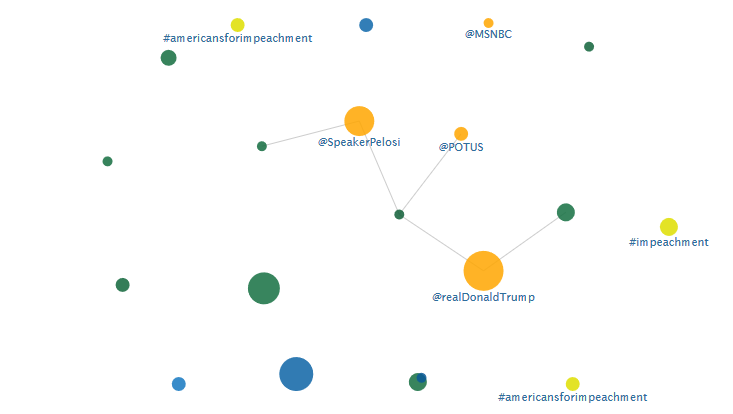 #americansforimpeachment
@MSNBC
@SpeakerPelosi
@POTUS
#impeachment
@realDonaldTrump
#americansforimpeachment